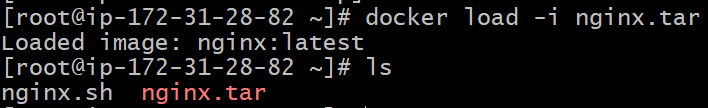 [root@ip-172-31-28-82 ~]# docker load -i nginx.tar
Loaded image: nginx:latest
[root@ip-172-31-28-82 ~]# ls
nginx.sh  nginx.tar